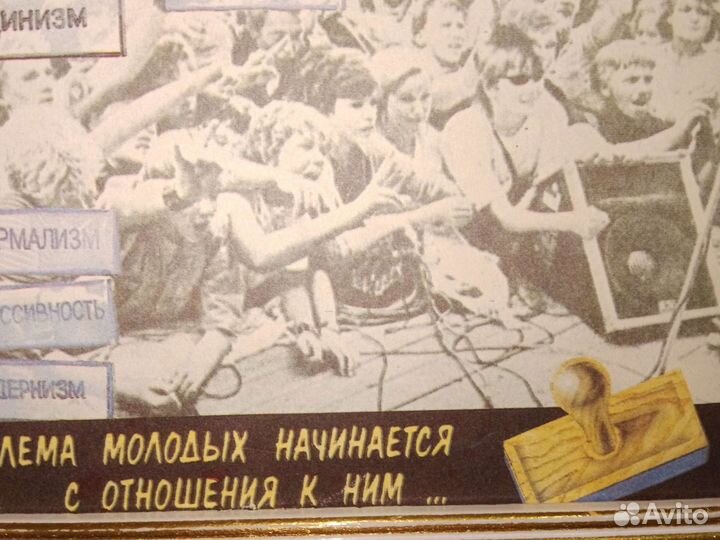 ИНИЗМ
РМАЛИЗМ
ССИВНОСТЬ
ДЕРНИЗМ
ЛЕМА МОЛОДЫХ НАЧИНАЕТСЯ
С ОТНОШЕНИЯ К НИМ ...
Avito